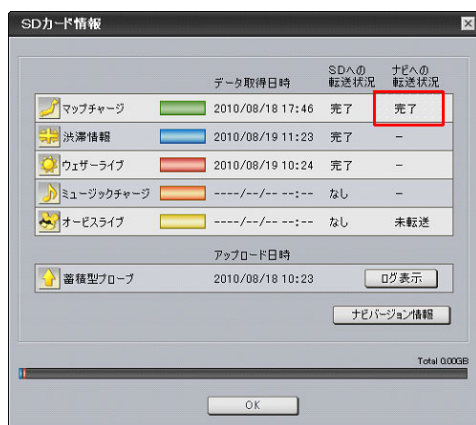 SDカード情報
データ取得日時 SDへの転送状況 ナビへの転送状況
マップチャージ 2010/08/18 17:46 完了 完了
渋滞情報 2010/08/19 11:23 完了 -
ウェザーライブ 2010/08/19 10:24 完了 -
ミュージックチャージ ----/--/-- --:-- なし -
オービスライブ ----/--/-- --:-- なし 未転送
アップロード日時
蓄積型プローブ 2010/08/18 10:23 ログ表示
ナビバージョン情報
Total 0.00GB
OK